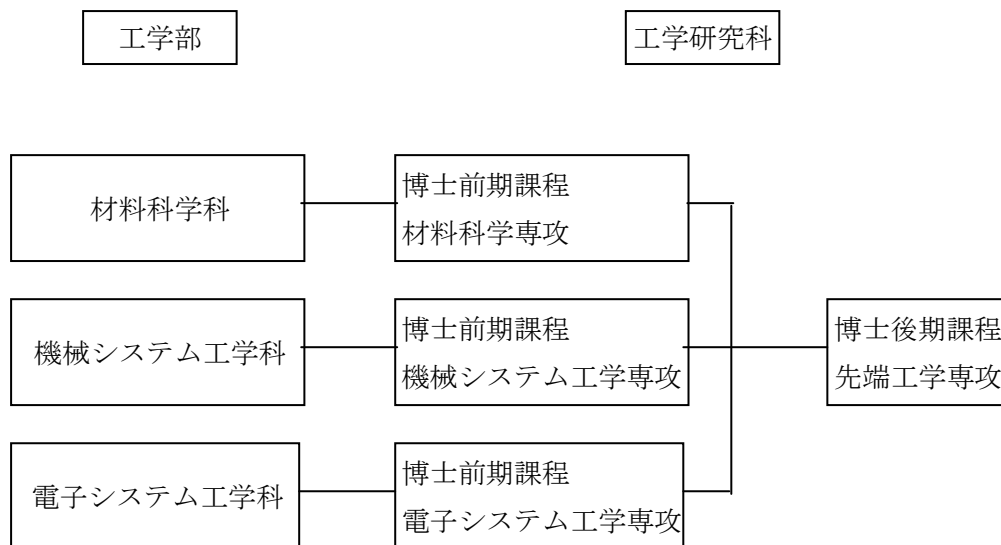 工学部
工学研究科
材料科学科
博士前期課程
材料科学専攻
機械システム工学科
博士前期課程
機械システム工学専攻
博士後期課程
先端工学専攻
電子システム工学科
博士前期課程
電子システム工学専攻